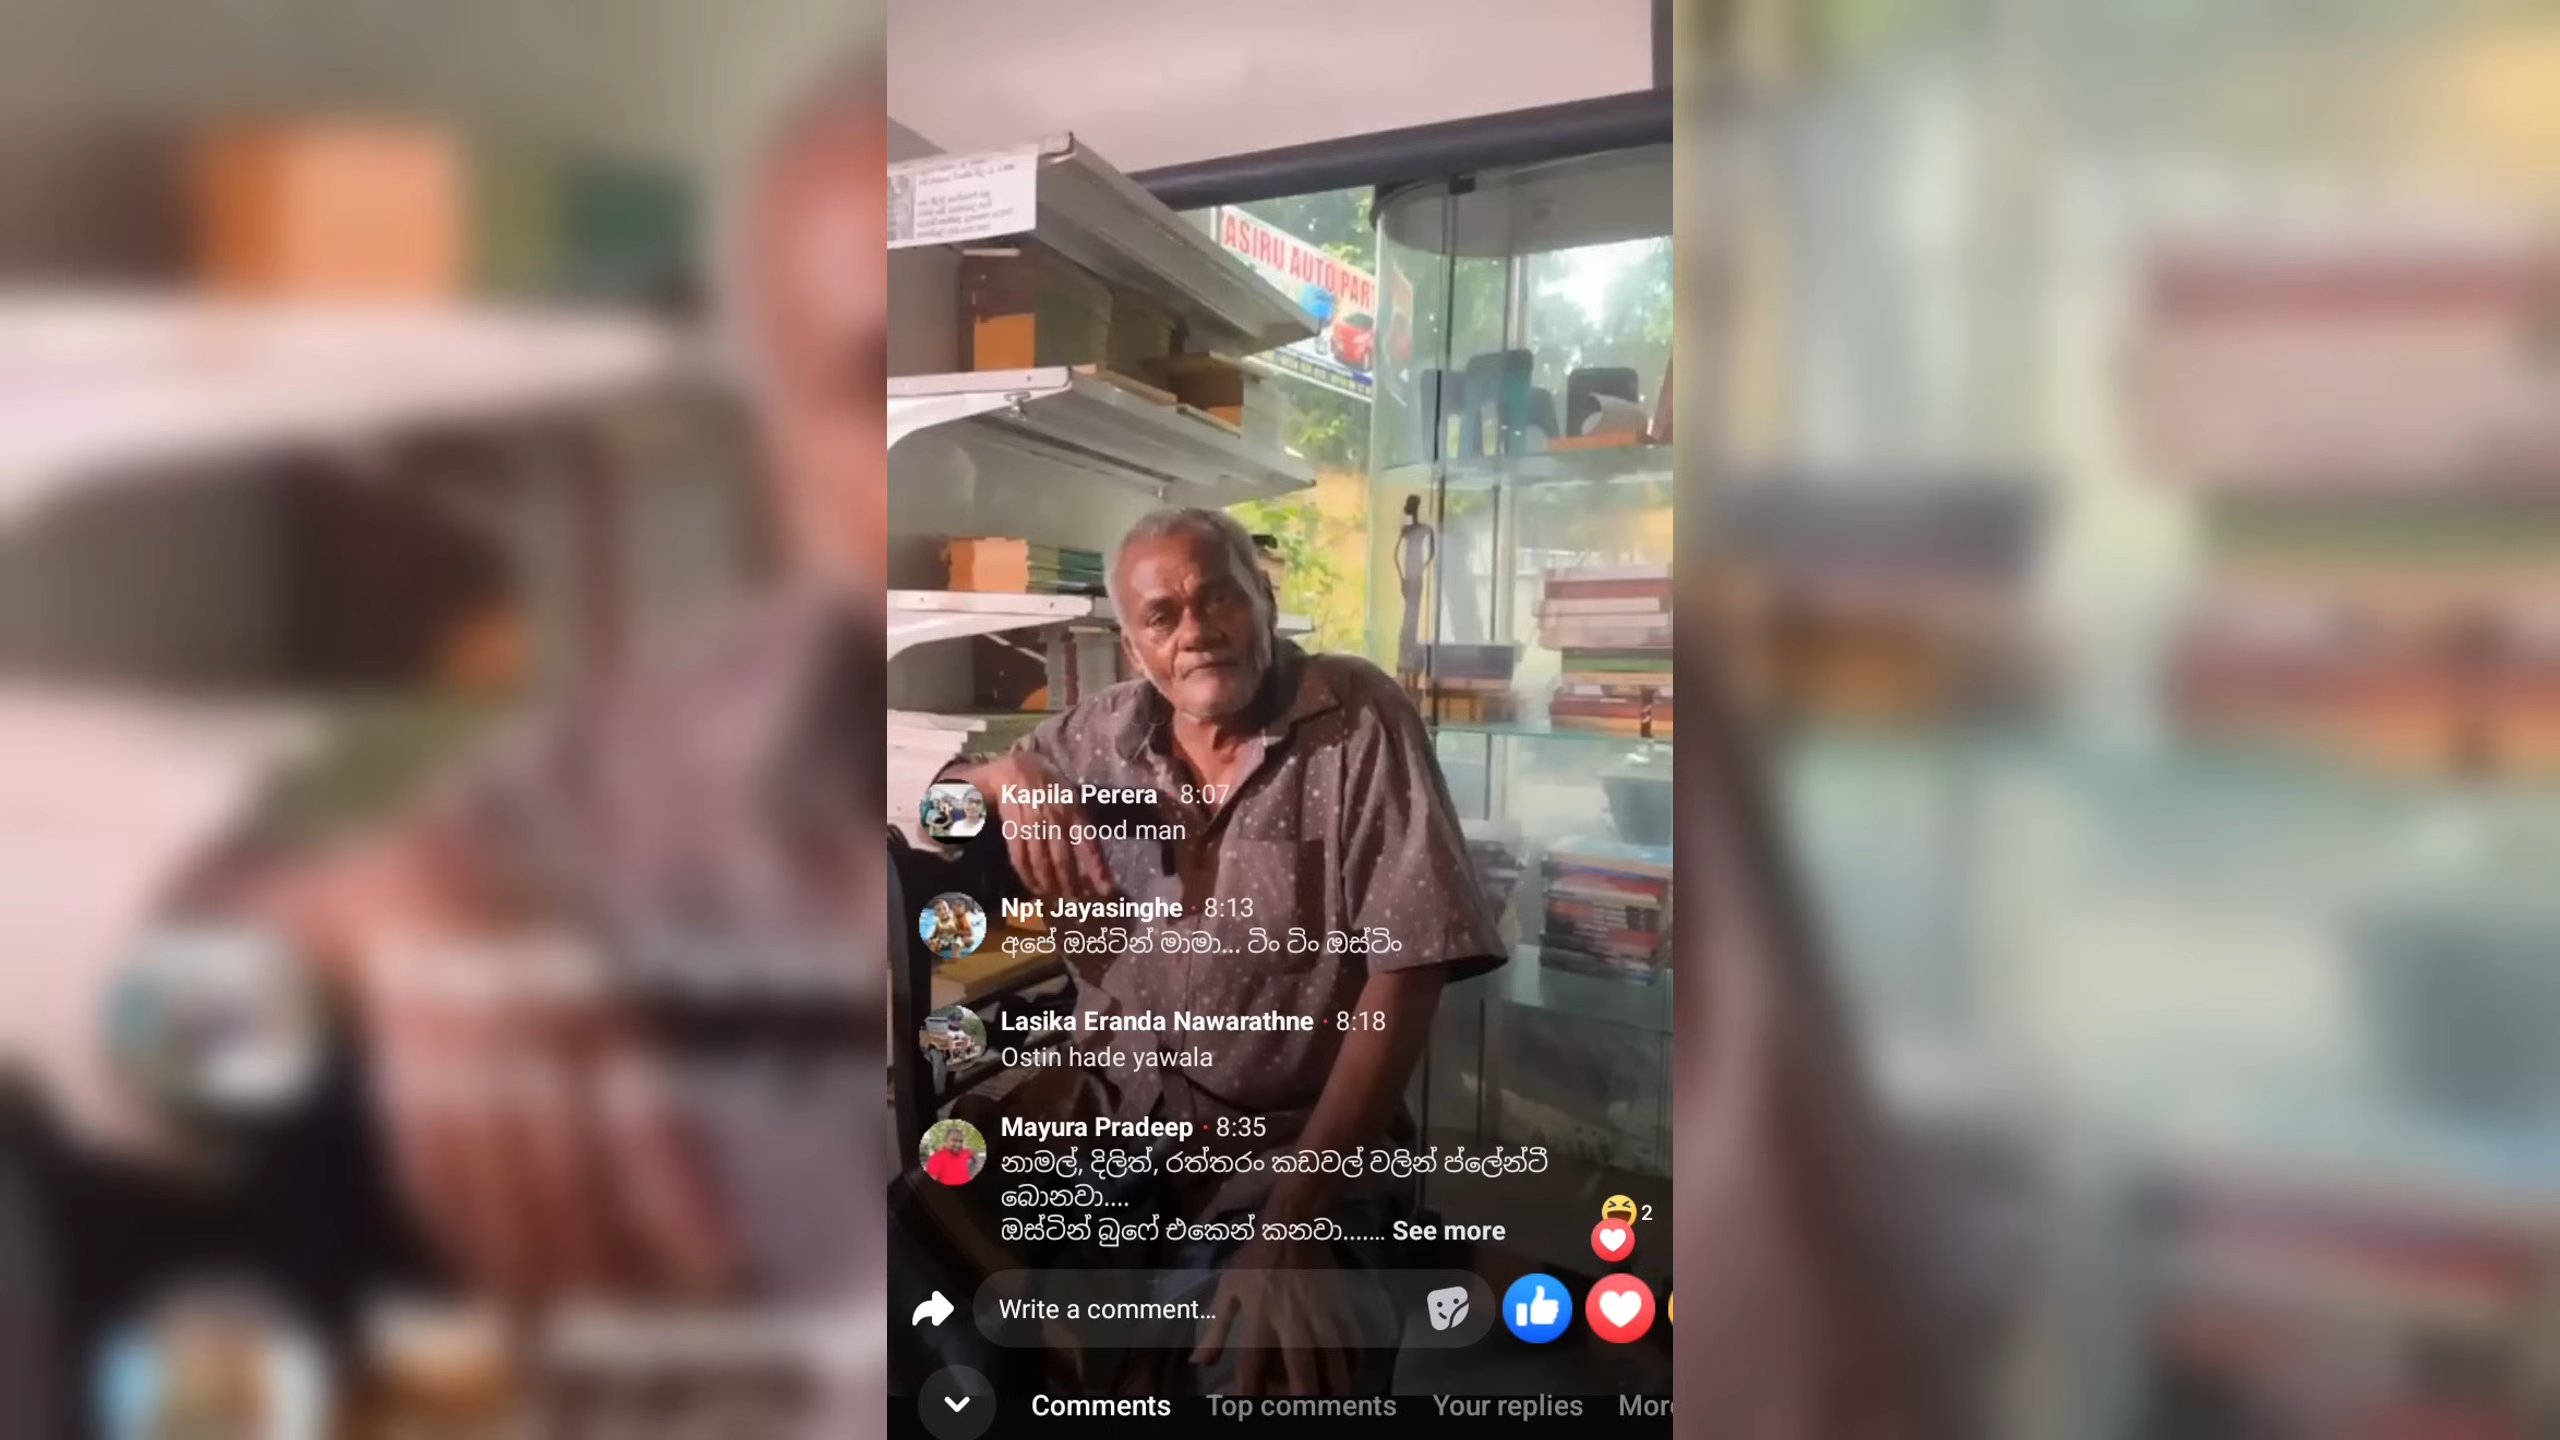 ASIRU AUTO PAR
Kapila Perera · 8:07
Ostin good man
Npt Jayasinghe · 8:13
අපේ ඔස්ටින් මාමා... ටිං ටිං ඔස්ටිං
Lasika Eranda Nawarathne · 8:18
Ostin hade yawala
Mayura Pradeep · 8:35
නාමල්, දිලිත්, රත්තරං කඩවල් වලින් ප්ලේන්ටී
බොනවා....
ඔස්ටින් බුෆේ එකෙන් කනවා....... See more
2
Write a comment...
Comments Top comments Your replies More